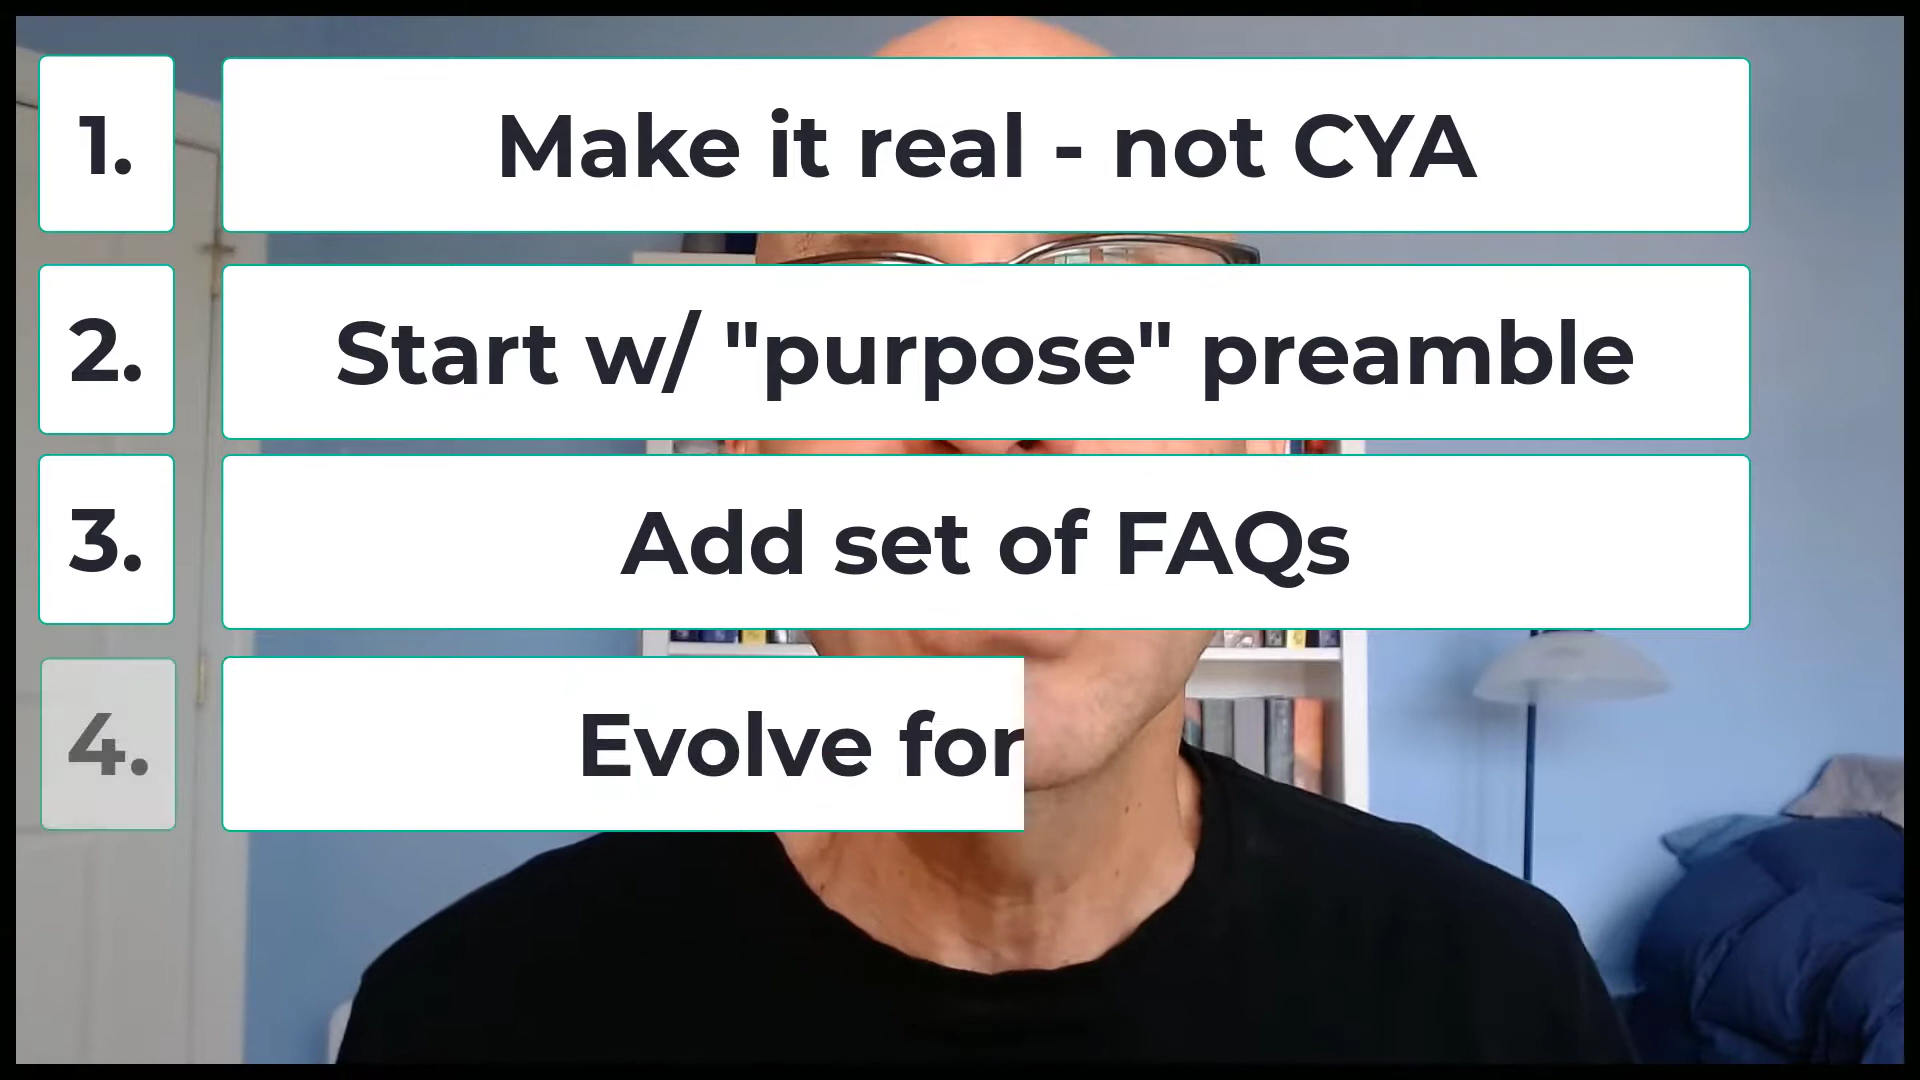 1. Make it real - not CYA
2. Start w/ "purpose" preamble
3. Add set of FAQs
4. Evolve for